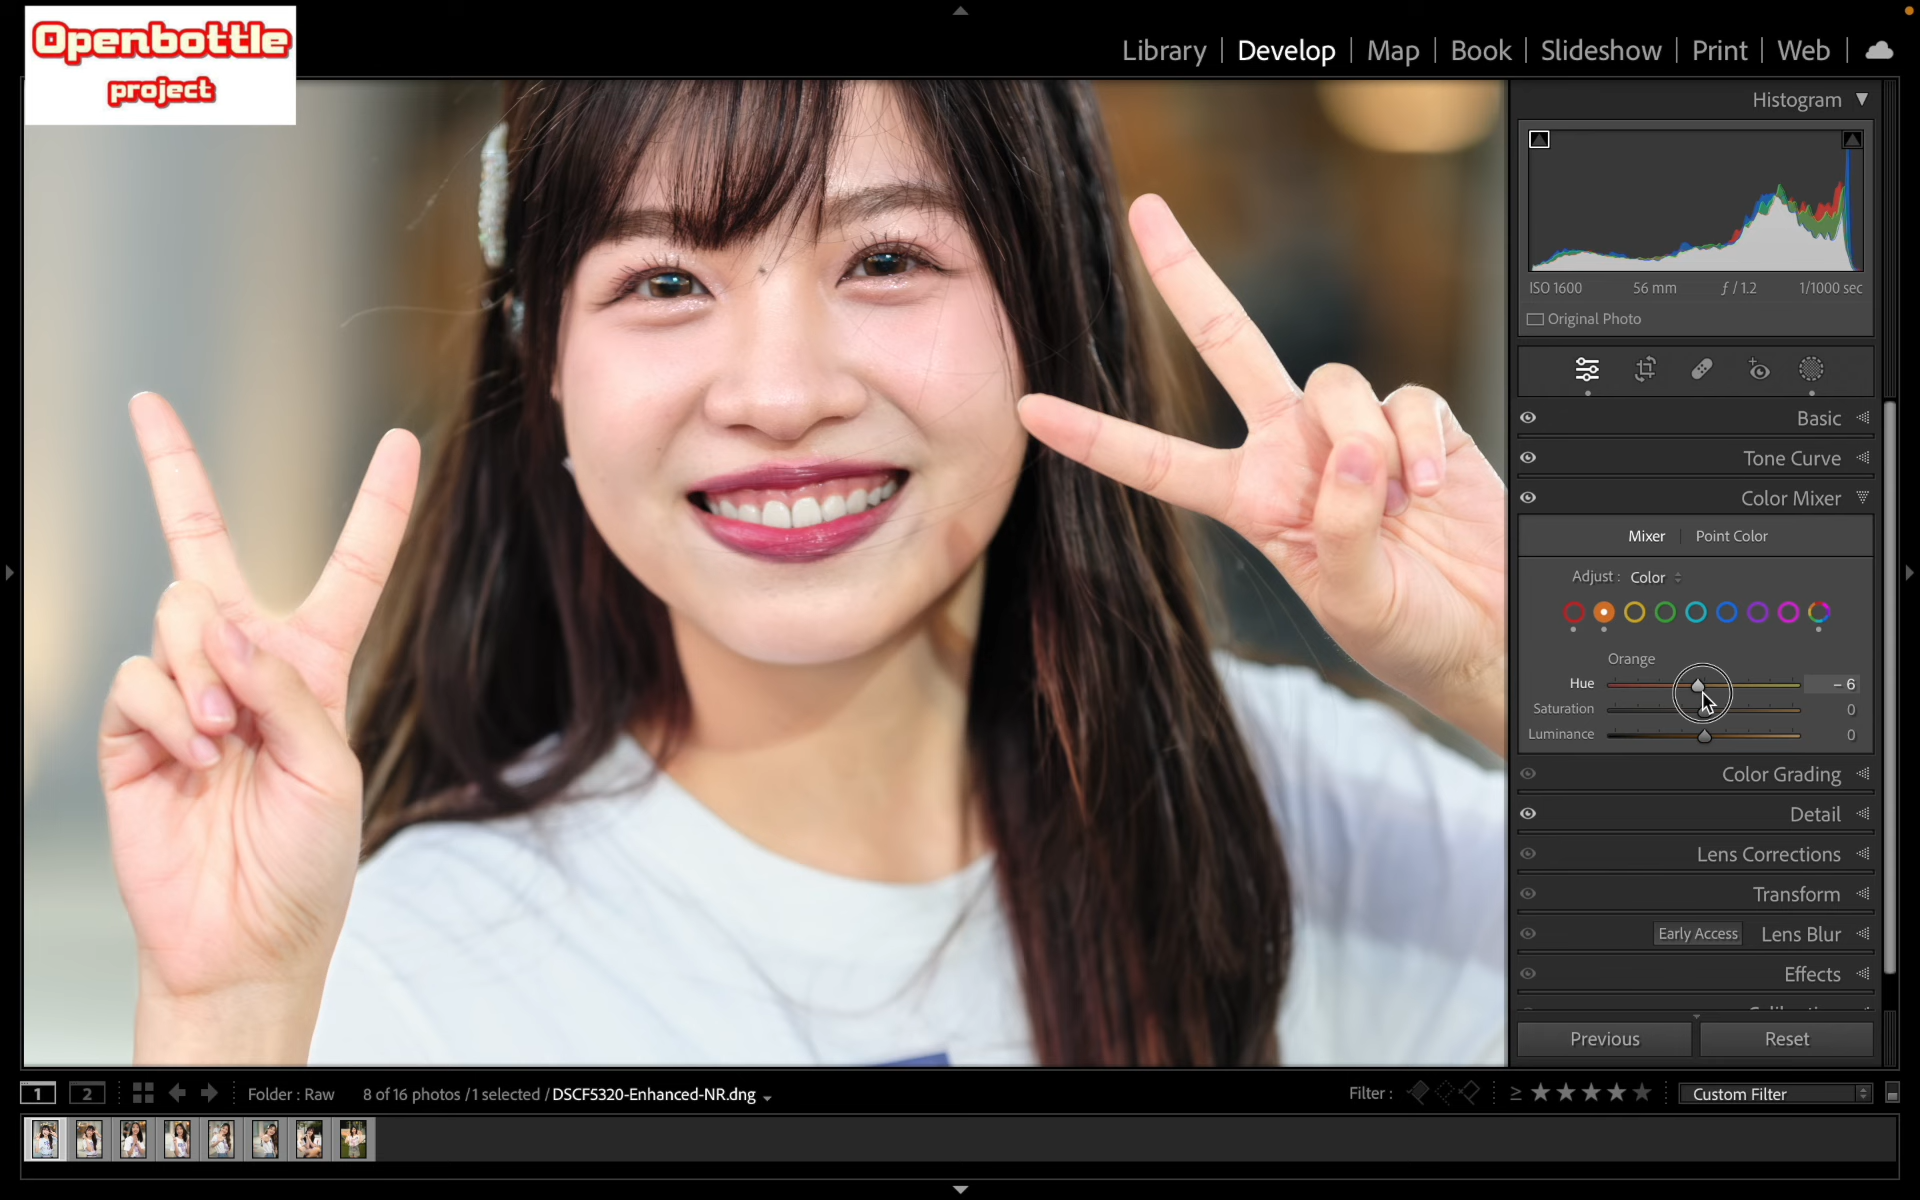 Openbottle
project
Library | Develop | Map | Book | Slideshow | Print | Web
Histogram
ISO 1600 56 mm ƒ / 1.2 1/1000 sec
Original Photo
Basic
Tone Curve
Color Mixer
Mixer | Point Color
Adjust : Color
Orange
Hue – 6
Saturation 0
Luminance 0
Color Grading
Detail
Lens Corrections
Transform
Early Access Lens Blur
Effects
Previous Reset
1 2 Folder : Raw 8 of 16 photos / 1 selected / DSCF5320-Enhanced-NR.dng Filter : ≥ ★★★★★ Custom Filter